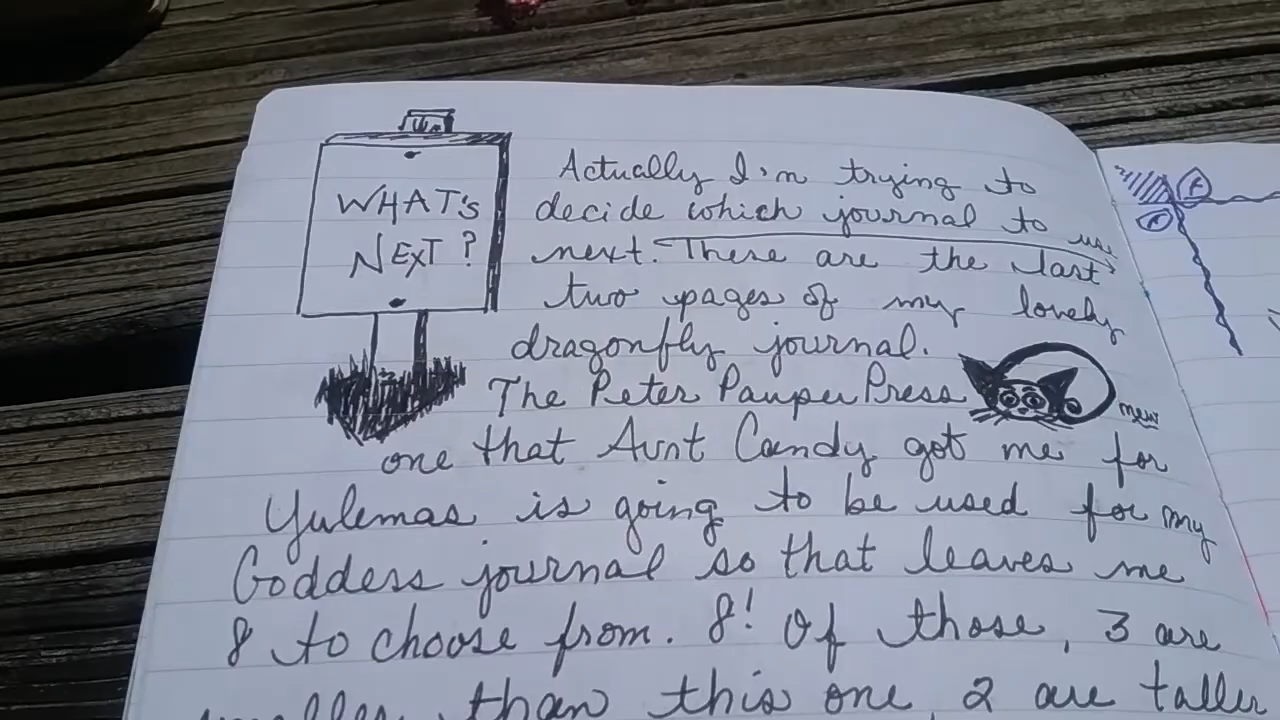 WHAT's
NEXT?
Actually I'm trying to
decide which journal to use
next. There are the last
two pages of my lovely
dragonfly journal.
The Peter Pauper Press
mew
one that Aunt Candy got me for
Yulemas is going to be used for my
Goddess journal so that leaves me
8 to choose from. 8! Of those, 3 are
smaller than this one, 2 are taller